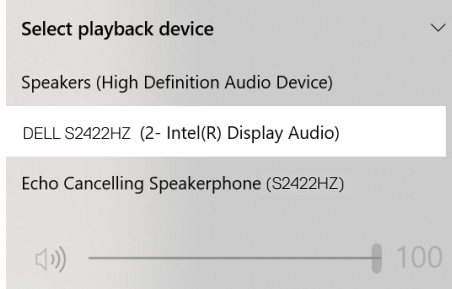 Select playback device
Speakers (High Definition Audio Device)
DELL S2422HZ (2- Intel(R) Display Audio)
Echo Cancelling Speakerphone (S2422HZ)
100